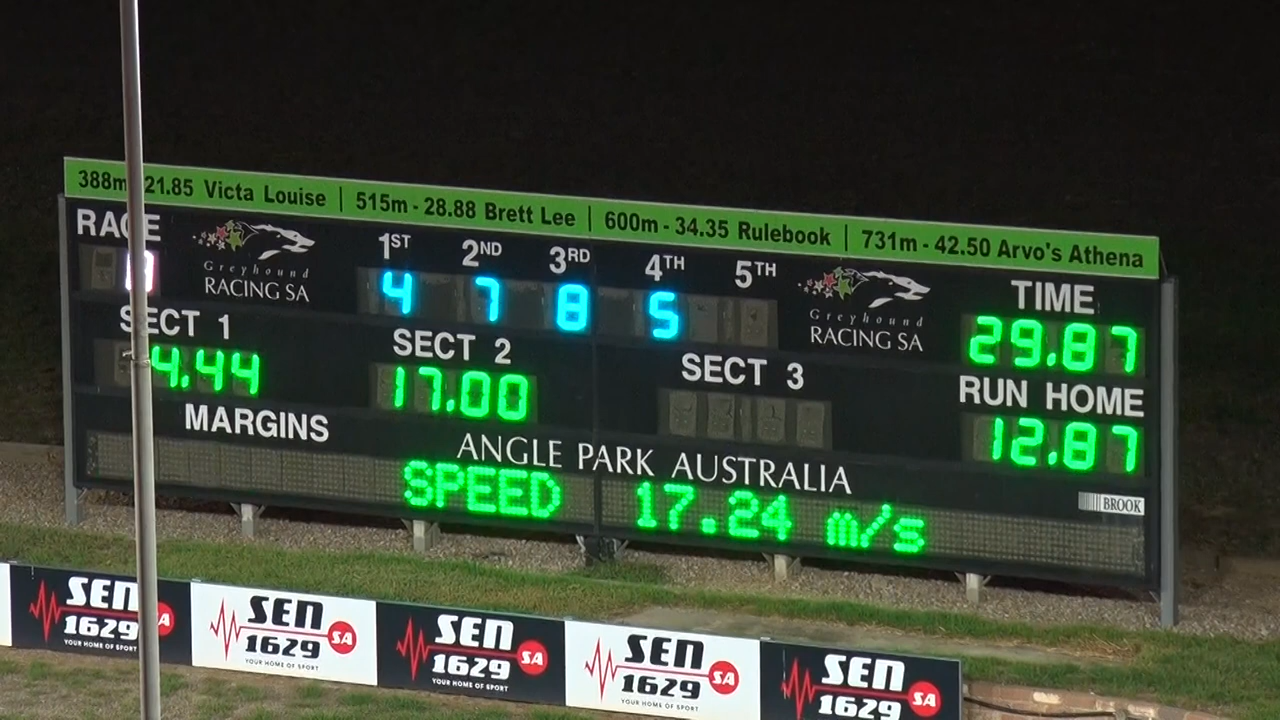 388m 21.85 Victa Louise | 515m - 28.88 Brett Lee | 600m - 34.35 Rulebook | 731m - 42.50 Arvo's Athena
RACE
Greyhound
RACING SA
1ST 2ND 3RD 4TH 5TH
4 7 8 5
Greyhound
RACING SA
TIME
29.87
SECT 1
4.44
SECT 2
17.00
SECT 3
RUN HOME
12.87
MARGINS
ANGLE PARK AUSTRALIA
BROOK
SPEED 17.24 m/s
SEN
1629 SA
YOUR HOME OF SPORT
SEN
1629 SA
YOUR HOME OF SPORT
SEN
1629 SA
YOUR HOME OF SPORT
SEN
1629 SA
YOUR HOME OF SPORT
SEN
1629 SA